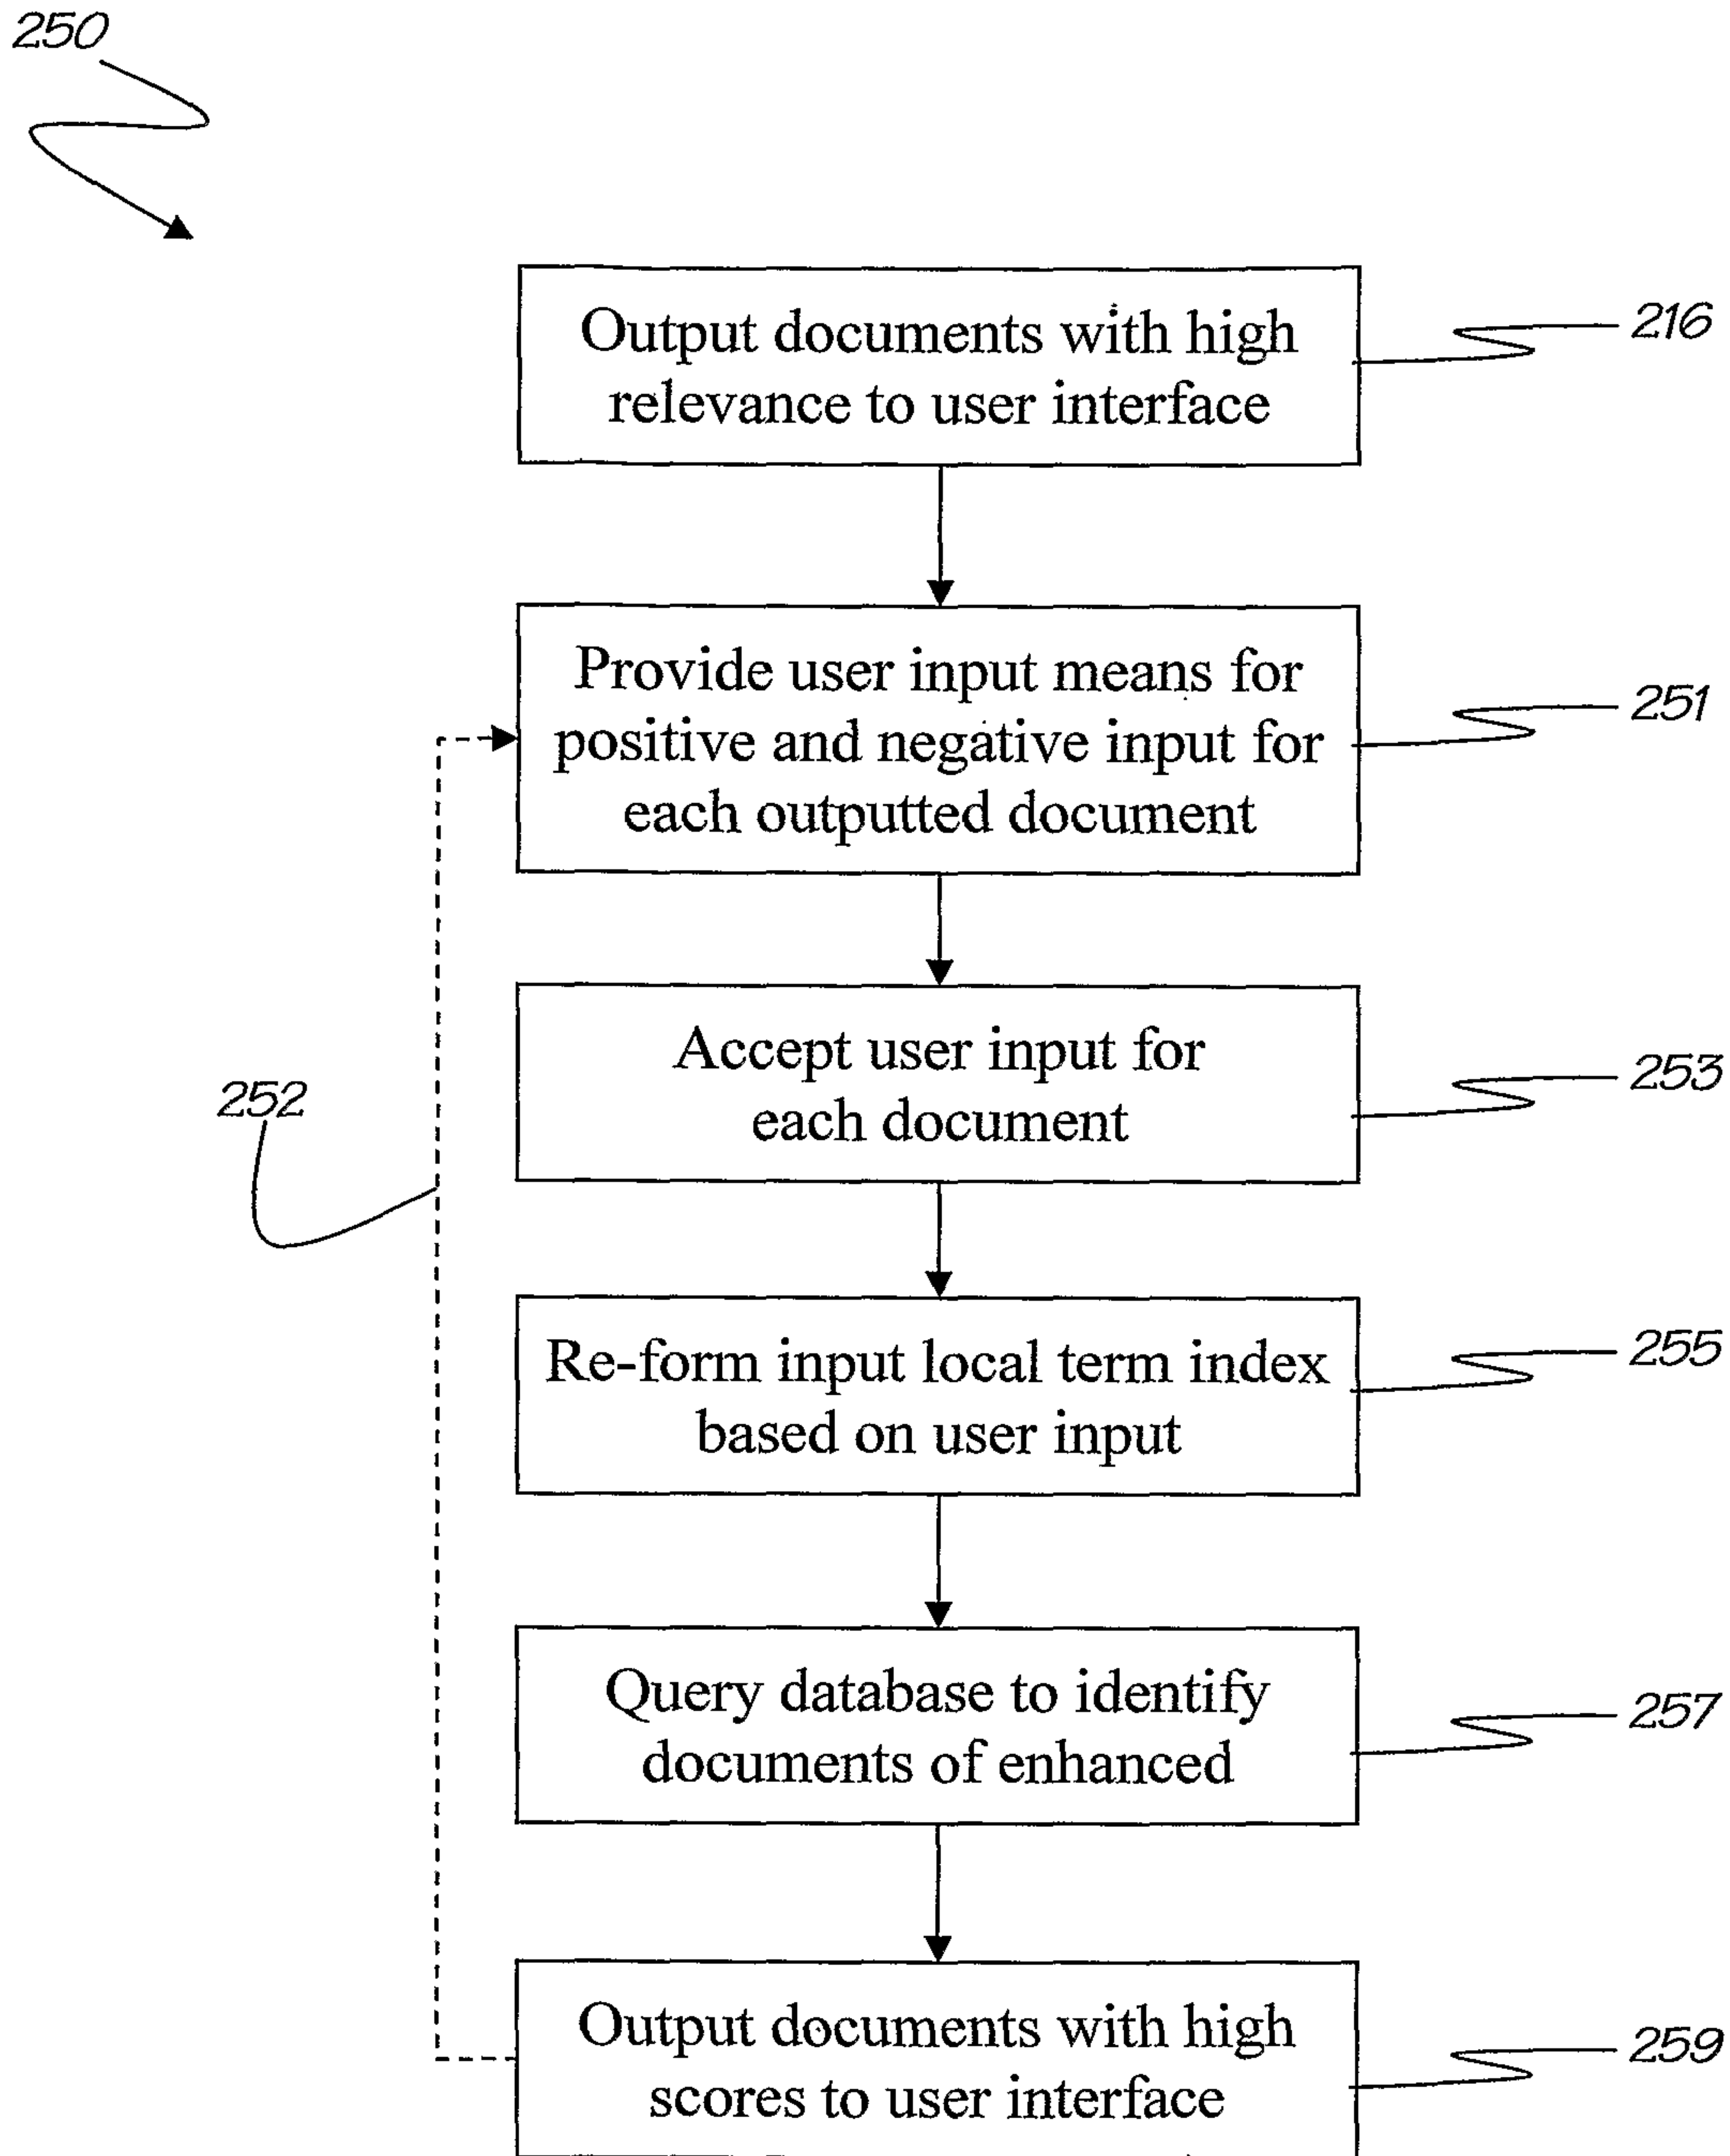 250
Output documents with high
relevance to user interface
216
Provide user input means for
positive and negative input for
each outputted document
251
Accept user input for
each document
253
252
Re-form input local term index
based on user input
255
Query database to identify
documents of enhanced
257
Output documents with high
scores to user interface
259